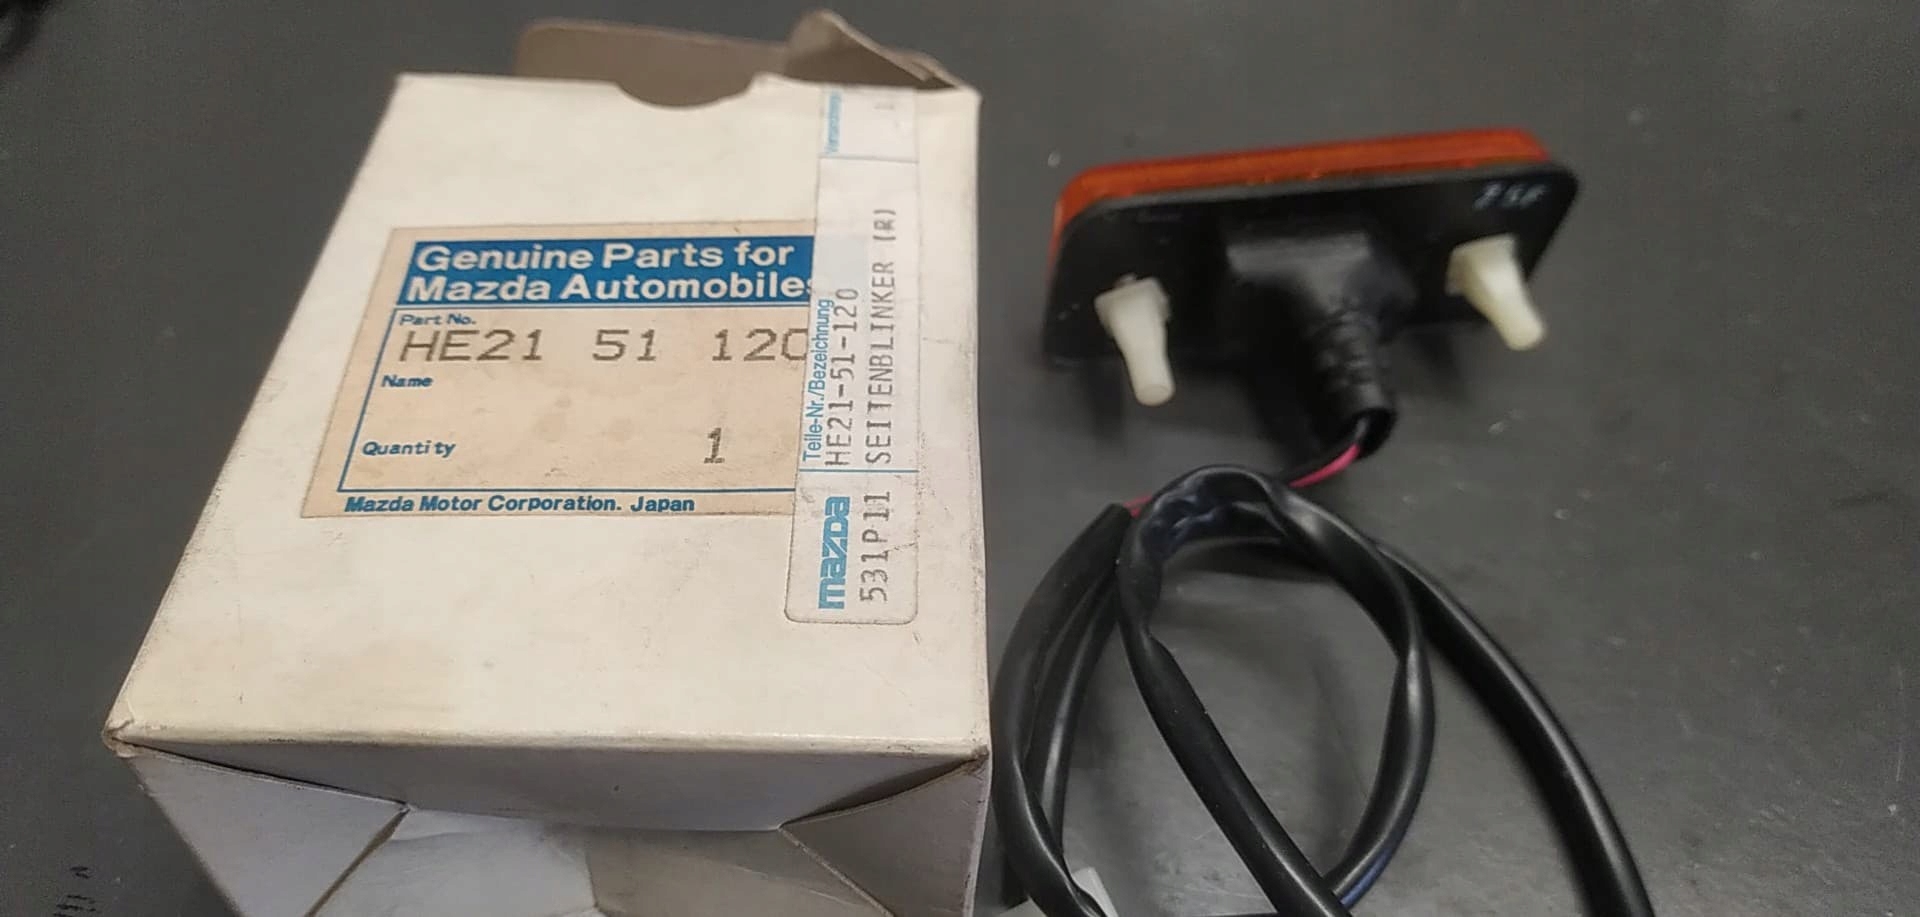 Genuine Parts for
Mazda Automobiles
Part No.
HE21 51 120
Name
Quantity 1
Mazda Motor Corporation. Japan
Teile-Nr./Bezeichnung
HE21-51-120
SEITENBLINKER (R)
mazda
531P11